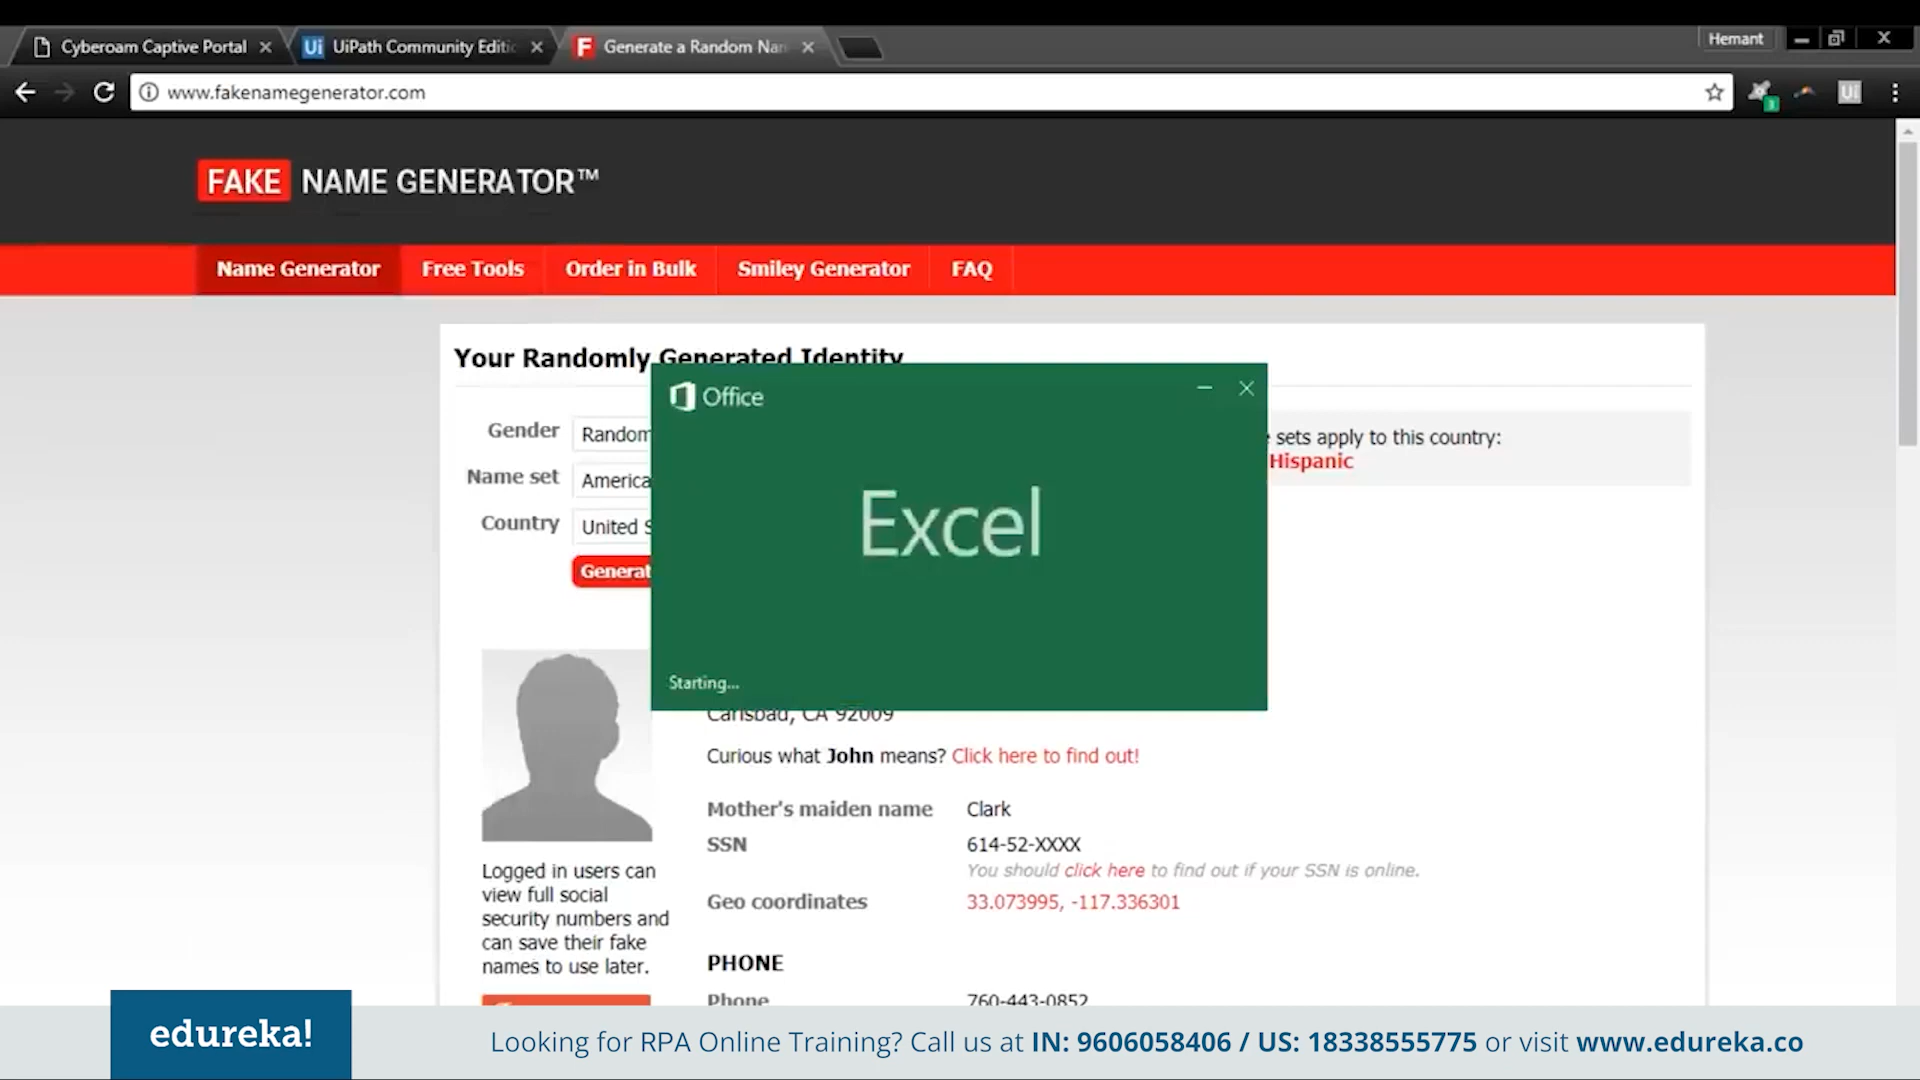 Cyberoam Captive Portal
UiPath Community Editi
Generate a Random Nam
Hemant
www.fakenamegenerator.com
3
Ui
FAKE NAME GENERATOR™
Name Generator
Free Tools
Order in Bulk
Smiley Generator
FAQ
Your Randomly Generated Identity
Gender
Random
Name set
America
Country
United S
Generat
sets apply to this country:
Hispanic
Office
Excel
Starting...
Carlsbad, CA 92009
Curious what John means? Click here to find out!
Mother's maiden name Clark
SSN 614-52-XXXX
You should click here to find out if your SSN is online.
Geo coordinates 33.073995, -117.336301
Logged in users can
view full social
security numbers and
can save their fake
names to use later.
PHONE
Phone 760-443-0852
edureka!
Looking for RPA Online Training? Call us at IN: 9606058406 / US: 18338555775 or visit www.edureka.co